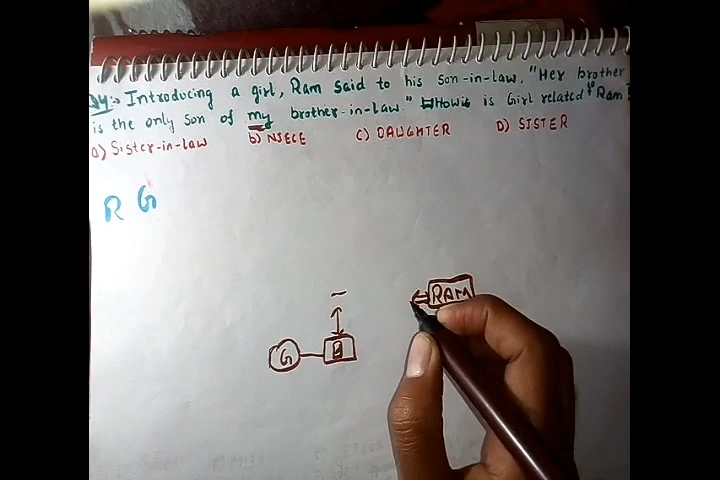 Q4:→ Introducing a girl, Ram said to his son-in-law, "Her brother
is the only son of my brother-in-law" How is Girl related to Ram?
a) Sister-in-law b) NIECE C) DAUGHTER D) SISTER
R G
RAM
G B